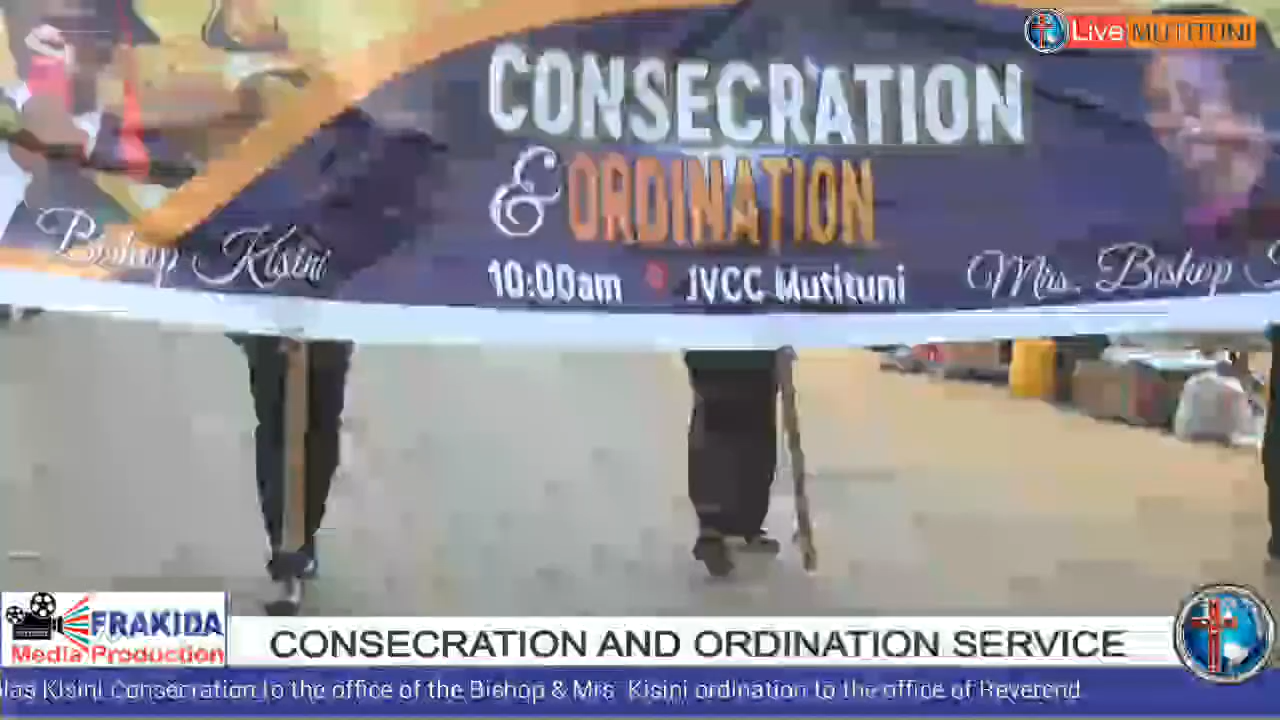 Live MUTITUNI
CONSECRATION
& ORDINATION
10:00am JVCC Mutituni
Bishop Kisini
Mrs. Bishop
FRAKIDA
Media Production
CONSECRATION AND ORDINATION SERVICE
las Kisini Consecration to the office of the Bishop & Mrs. Kisini ordination to the office of Reverend